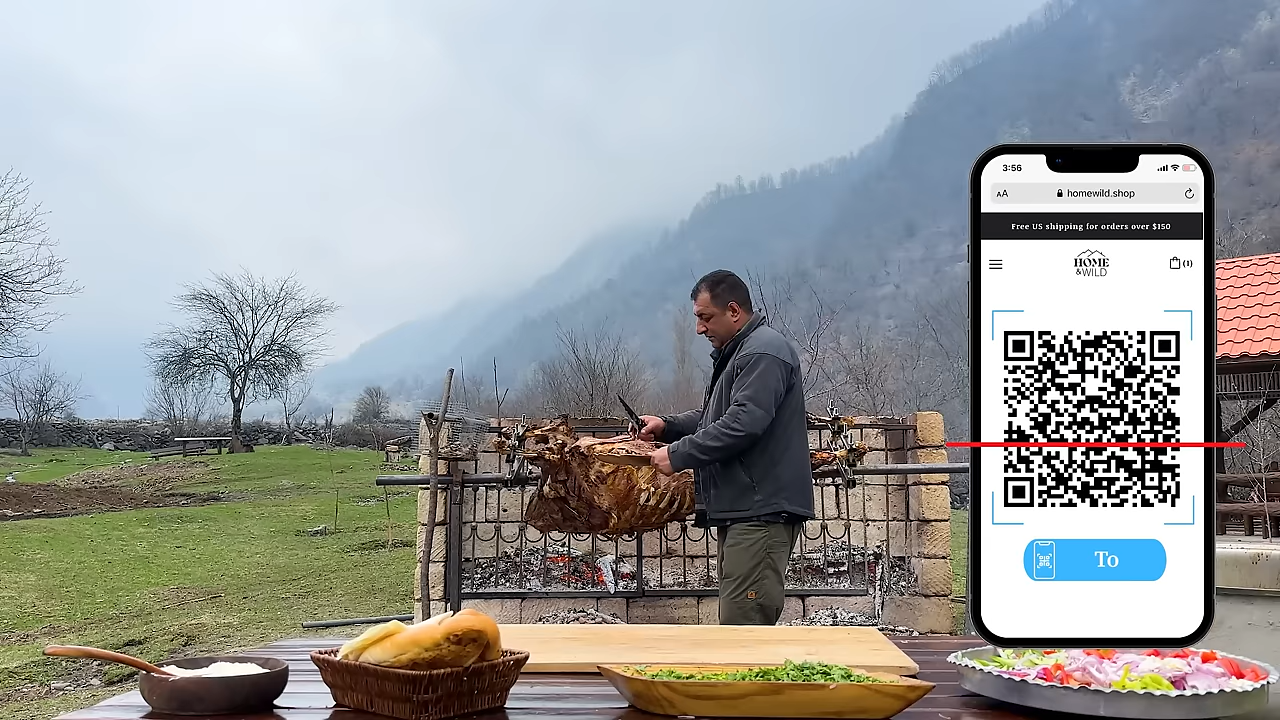 3:56
AA
homewild.shop
Free US shipping for orders over $150
HOME
&WILD
(1)
To